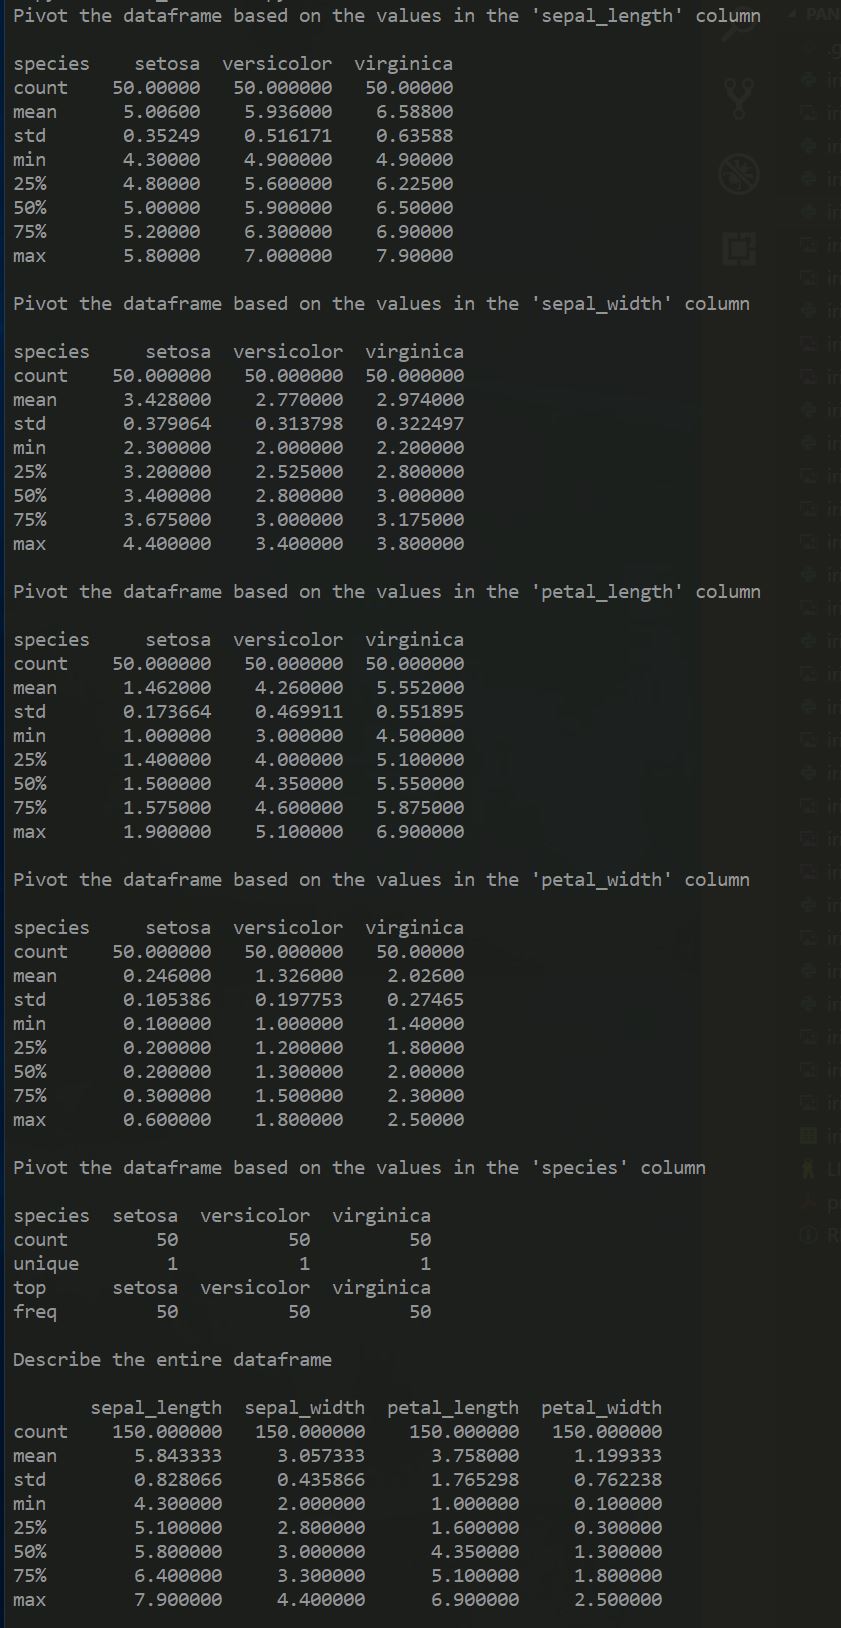 Pivot the dataframe based on the values in the 'sepal_length' column
species    setosa  versicolor  virginica
count    50.00000   50.000000   50.00000
mean      5.00600    5.936000    6.58800
std       0.35249    0.516171    0.63588
min       4.30000    4.900000    4.90000
25%       4.80000    5.600000    6.22500
50%       5.00000    5.900000    6.50000
75%       5.20000    6.300000    6.90000
max       5.80000    7.000000    7.90000
Pivot the dataframe based on the values in the 'sepal_width' column
species     setosa  versicolor  virginica
count    50.000000   50.000000  50.000000
mean      3.428000    2.770000   2.974000
std       0.379064    0.313798   0.322497
min       2.300000    2.000000   2.200000
25%       3.200000    2.525000   2.800000
50%       3.400000    2.800000   3.000000
75%       3.675000    3.000000   3.175000
max       4.400000    3.400000   3.800000
Pivot the dataframe based on the values in the 'petal_length' column
species     setosa  versicolor  virginica
count    50.000000   50.000000  50.000000
mean      1.462000    4.260000   5.552000
std       0.173664    0.469911   0.551895
min       1.000000    3.000000   4.500000
25%       1.400000    4.000000   5.100000
50%       1.500000    4.350000   5.550000
75%       1.575000    4.600000   5.875000
max       1.900000    5.100000   6.900000
Pivot the dataframe based on the values in the 'petal_width' column
species     setosa  versicolor  virginica
count    50.000000   50.000000   50.00000
mean      0.246000    1.326000    2.02600
std       0.105386    0.197753    0.27465
min       0.100000    1.000000    1.40000
25%       0.200000    1.200000    1.80000
50%       0.200000    1.300000    2.00000
75%       0.300000    1.500000    2.30000
max       0.600000    1.800000    2.50000
Pivot the dataframe based on the values in the 'species' column
species  setosa  versicolor  virginica
count        50          50         50
unique        1           1          1
top      setosa  versicolor  virginica
freq         50          50         50
Describe the entire dataframe
       sepal_length  sepal_width  petal_length  petal_width
count    150.000000   150.000000    150.000000   150.000000
mean       5.843333     3.057333      3.758000     1.199333
std        0.828066     0.435866      1.765298     0.762238
min        4.300000     2.000000      1.000000     0.100000
25%        5.100000     2.800000      1.600000     0.300000
50%        5.800000     3.000000      4.350000     1.300000
75%        6.400000     3.300000      5.100000     1.800000
max        7.900000     4.400000      6.900000     2.500000